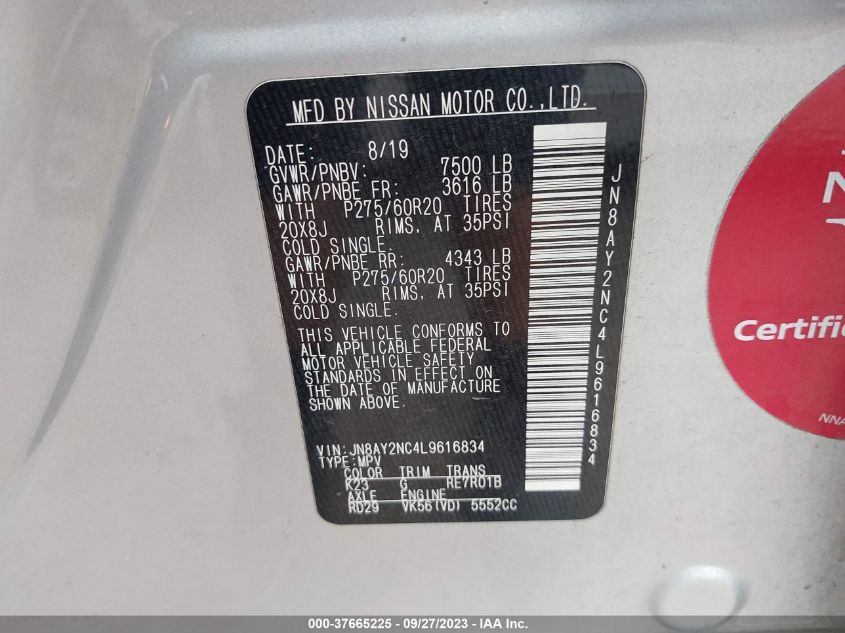 MFD BY NISSAN MOTOR CO.,LTD.
DATE: 8/19
GVWR/PNBV: 7500 LB
GAWR/PNBE FR: 3616 LB
WITH P275/60R20 TIRES
20X8J RIMS, AT 35PSI
COLD SINGLE.
GAWR/PNBE RR: 4343 LB
WITH P275/60R20 TIRES
20X8J RIMS, AT 35PSI
COLD SINGLE.
THIS VEHICLE CONFORMS TO
ALL APPLICABLE FEDERAL
MOTOR VEHICLE SAFETY
STANDARDS IN EFFECT ON
THE DATE OF MANUFACTURE
SHOWN ABOVE.
VIN:JN8AY2NC4L9616834
TYPE:MPV
COLOR TRIM TRANS
K23 G RE7R01B
AXLE ENGINE
RD29 VK56(VD) 5552CC
JN8AY2NC4L9616834
N
Certifie
NNA
000-37665225 - 09/27/2023 - IAA Inc.